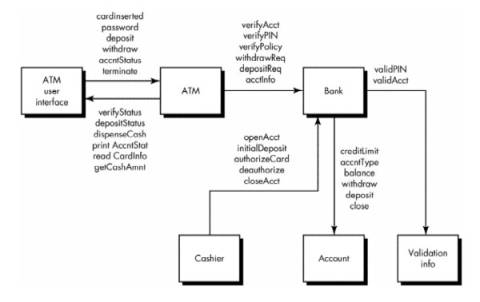 cardinserted
password
deposit
withdraw
accntStatus
terminate
verifyAcct
verifyPIN
verifyPolicy
withdrawReq
depositReq
acctInfo
validPIN
validAcct
ATM
user
interface
ATM
Bank
verifyStatus
depositStatus
dispenseCash
print AccntStat
read CardInfo
getCashAmnt
openAcct
initialDeposit
authorizeCard
deauthorize
closeAcct
creditLimit
accntType
balance
withdraw
deposit
close
Cashier
Account
Validation
info